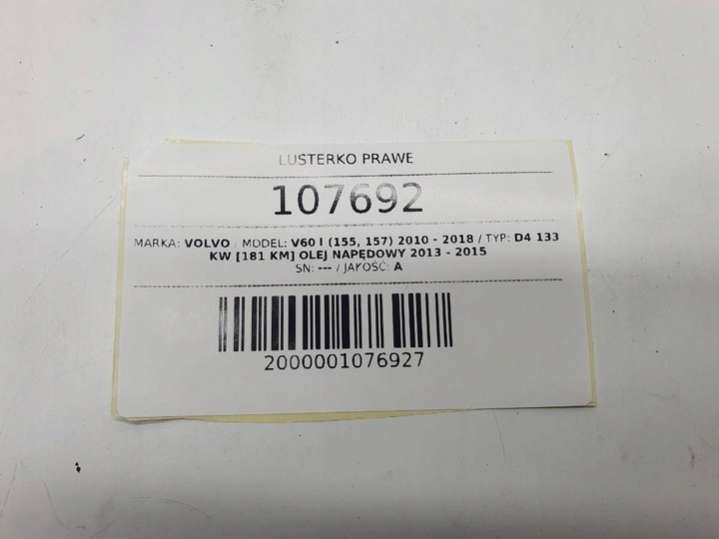 LUSTERKO PRAWE
107692
MARKA: VOLVO / MODEL: V60 I (155, 157) 2010 - 2018 / TYP: D4 133
KW [181 KM] OLEJ NAPĘDOWY 2013 - 2015
SN: --- / JAKOŚĆ: A
2000001076927